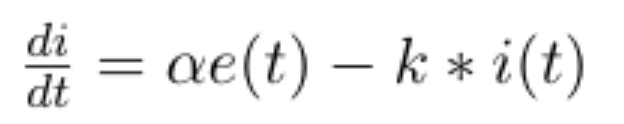 di/dt = αe(t) − k * i(t)